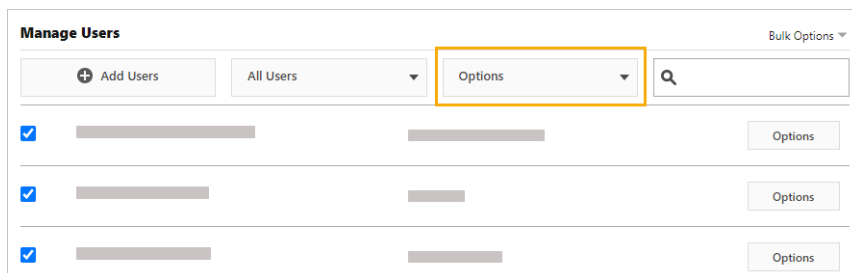 Manage Users
Bulk Options
Add Users All Users Options
Options
Options
Options